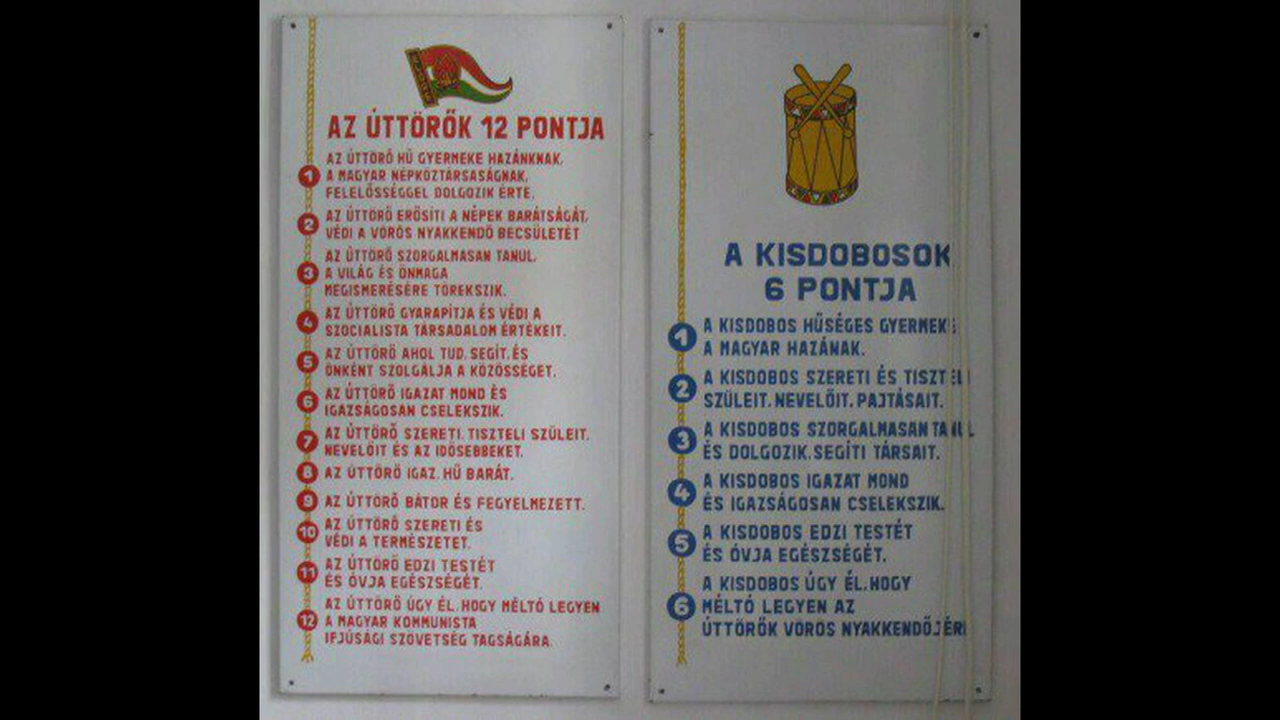 AZ ÚTTÖRŐK 12 PONTJA
1 AZ ÚTTÖRŐ HŰ GYERMEKE HAZÁNKNAK,
A MAGYAR NÉPKÖZTÁRSASÁGNAK,
FELELŐSSÉGGEL DOLGOZIK ÉRTE.
2 AZ ÚTTÖRŐ ERŐSÍTI A NÉPEK BARÁTSÁGÁT,
VÉDI A VÖRÖS NYAKKENDŐ BECSÜLETÉT
3 AZ ÚTTÖRŐ SZORGALMASAN TANUL,
A VILÁG ÉS ÖNMAGA
MEGISMERÉSÉRE TÖREKSZIK.
4 AZ ÚTTÖRŐ GYARAPÍTJA ÉS VÉDI A
SZOCIALISTA TÁRSADALOM ÉRTÉKEIT.
5 AZ ÚTTÖRŐ AHOL TUD, SEGÍT, ÉS
ÖNKÉNT SZOLGÁLJA A KÖZÖSSÉGET.
6 AZ ÚTTÖRŐ IGAZAT MOND ÉS
IGAZSÁGOSAN CSELEKSZIK.
7 AZ ÚTTÖRŐ SZERETI, TISZTELI SZÜLEIT,
NEVELŐIT ÉS AZ IDŐSEBBEKET.
8 AZ ÚTTÖRŐ IGAZ, HŰ BARÁT.
9 AZ ÚTTÖRŐ BÁTOR ÉS FEGYELMEZETT.
10 AZ ÚTTÖRŐ SZERETI ÉS
VÉDI A TERMÉSZETET.
11 AZ ÚTTÖRŐ EDZI TESTÉT
ÉS ÓVJA EGÉSZSÉGÉT.
12 AZ ÚTTÖRŐ ÚGY ÉL, HOGY MÉLTÓ LEGYEN
A MAGYAR KOMMUNISTA
IFJÚSÁGI SZÖVETSÉG TAGSÁGÁRA.
A KISDOBOSOK
6 PONTJA
1 A KISDOBOS HŰSÉGES GYERMEKE
A MAGYAR HAZÁNAK.
2 A KISDOBOS SZERETI ÉS TISZTELI
SZÜLEIT, NEVELŐIT, PAJTÁSAIT.
3 A KISDOBOS SZORGALMASAN TANUL
ÉS DOLGOZIK, SEGÍTI TÁRSAIT.
4 A KISDOBOS IGAZAT MOND
ÉS IGAZSÁGOSAN CSELEKSZIK.
5 A KISDOBOS EDZI TESTÉT
ÉS ÓVJA EGÉSZSÉGÉT.
6 A KISDOBOS ÚGY ÉL, HOGY
MÉLTÓ LEGYEN AZ
ÚTTÖRŐK VÖRÖS NYAKKENDŐJÉRE